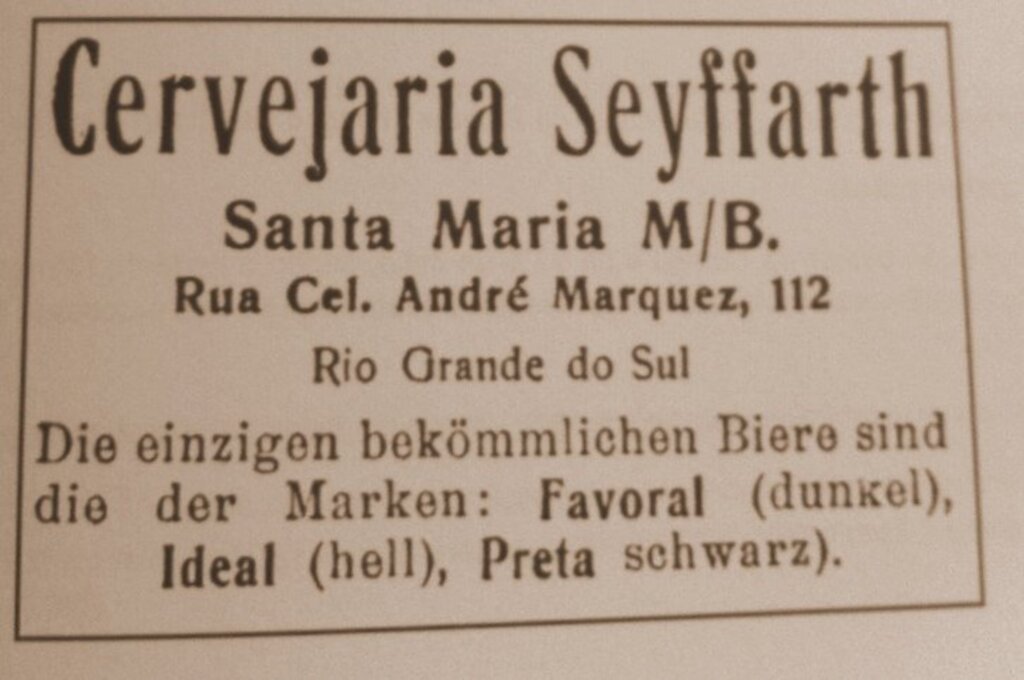 Cervejaria Seyffarth
Santa Maria M/B.
Rua Cel. André Marquez, 112
Rio Grande do Sul
Die einzigen bekömmlichen Biere sind
die der Marken: Favoral (dunkel),
Ideal (hell), Preta schwarz).